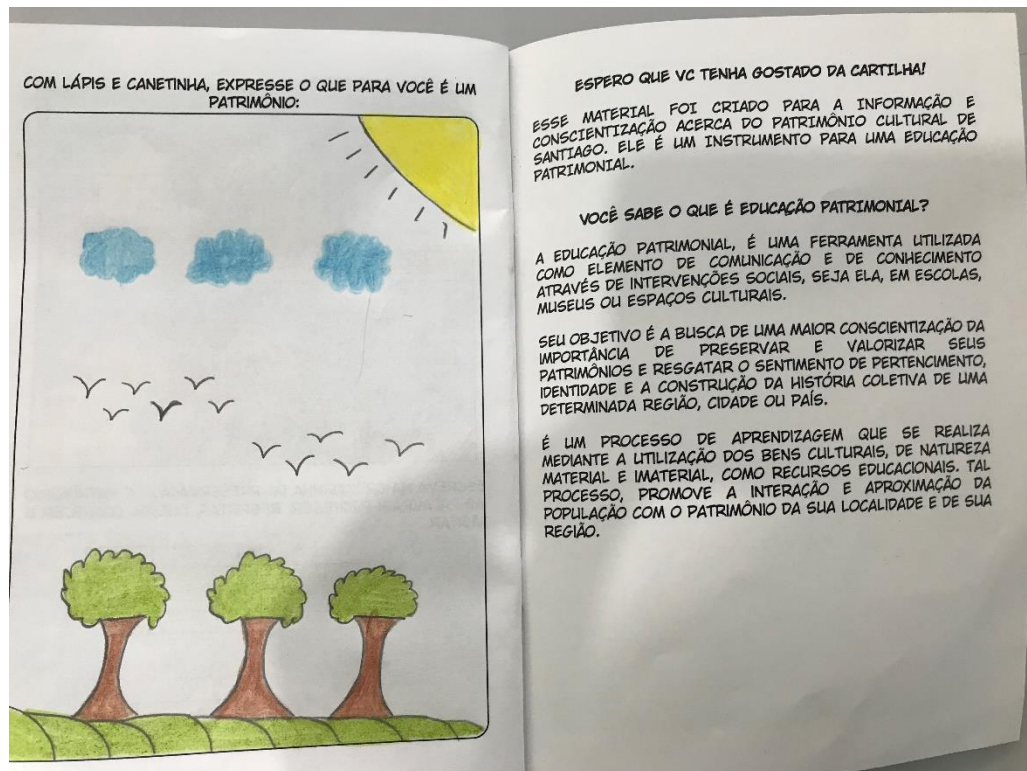 COM LÁPIS E CANETINHA, EXPRESSE O QUE PARA VOCÊ É UM
PATRIMÔNIO:
ESPERO QUE VC TENHA GOSTADO DA CARTILHA!
ESSE MATERIAL FOI CRIADO PARA A INFORMAÇÃO E
CONSCIENTIZAÇÃO ACERCA DO PATRIMÔNIO CULTURAL DE
SANTIAGO. ELE É UM INSTRUMENTO PARA UMA EDUCAÇÃO
PATRIMONIAL.
VOCÊ SABE O QUE É EDUCAÇÃO PATRIMONIAL?
A EDUCAÇÃO PATRIMONIAL, É UMA FERRAMENTA UTILIZADA
COMO ELEMENTO DE COMUNICAÇÃO E DE CONHECIMENTO
ATRAVÉS DE INTERVENÇÕES SOCIAIS, SEJA ELA, EM ESCOLAS,
MUSEUS OU ESPAÇOS CULTURAIS.
SEU OBJETIVO É A BUSCA DE UMA MAIOR CONSCIENTIZAÇÃO DA
IMPORTÂNCIA DE PRESERVAR E VALORIZAR SEUS
PATRIMÔNIOS E RESGATAR O SENTIMENTO DE PERTENCIMENTO,
IDENTIDADE E A CONSTRUÇÃO DA HISTÓRIA COLETIVA DE UMA
DETERMINADA REGIÃO, CIDADE OU PAÍS.
É UM PROCESSO DE APRENDIZAGEM QUE SE REALIZA
MEDIANTE A UTILIZAÇÃO DOS BENS CULTURAIS, DE NATUREZA
MATERIAL E IMATERIAL, COMO RECURSOS EDUCACIONAIS. TAL
PROCESSO, PROMOVE A INTERAÇÃO E APROXIMAÇÃO DA
POPULAÇÃO COM O PATRIMÔNIO DA SUA LOCALIDADE E DE SUA
REGIÃO.